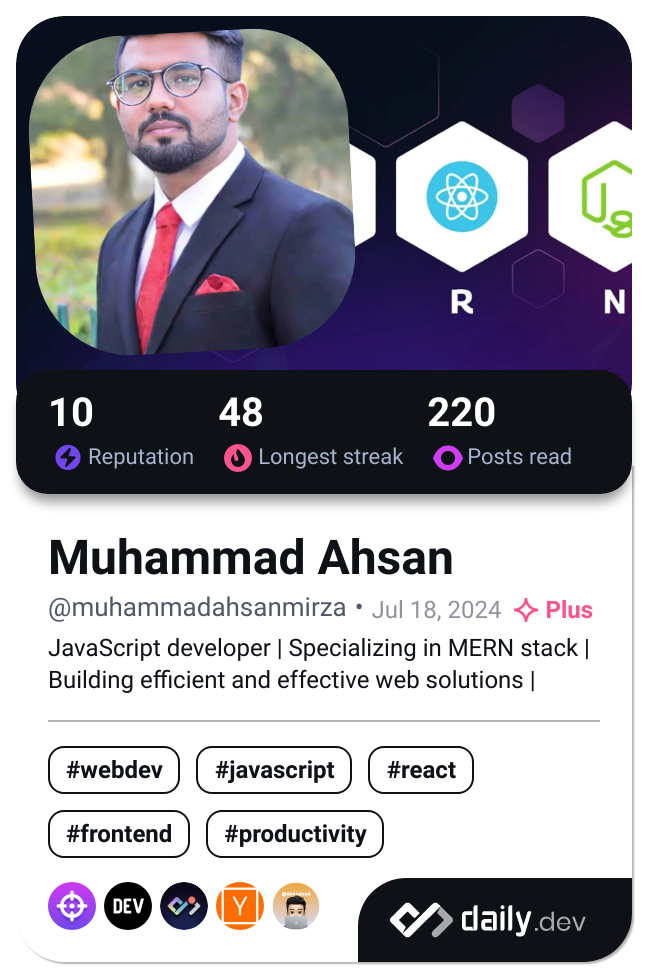 R N
10 48 220
Reputation Longest streak Posts read
Muhammad Ahsan
@muhammadahsanmirza • Jul 18, 2024 Plus
JavaScript developer | Specializing in MERN stack |
Building efficient and effective web solutions |
#webdev #javascript #react
#frontend #productivity
DEV Y
daily.dev